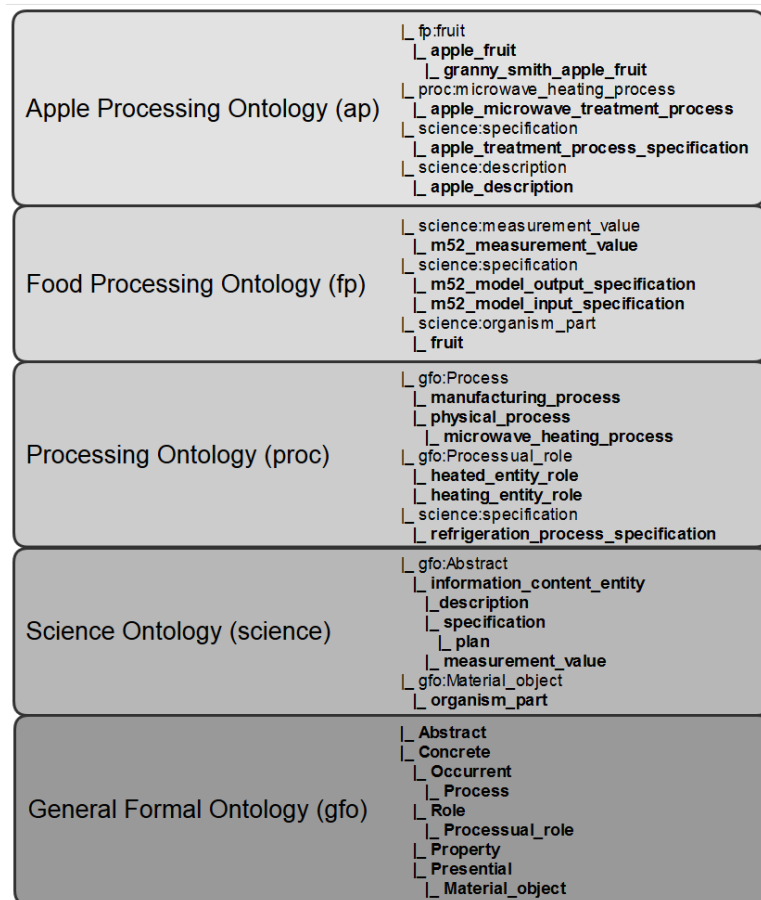 Apple Processing Ontology (ap)
|_ fp:fruit
|_ apple_fruit
|_ granny_smith_apple_fruit
|_ proc:microwave_heating_process
|_ apple_microwave_treatment_process
|_ science:specification
|_ apple_treatment_process_specification
|_ science:description
|_ apple_description
Food Processing Ontology (fp)
|_ science:measurement_value
|_ m52_measurement_value
|_ science:specification
|_ m52_model_output_specification
|_ m52_model_input_specification
|_ science:organism_part
|_ fruit
Processing Ontology (proc)
|_ gfo:Process
|_ manufacturing_process
|_ physical_process
|_ microwave_heating_process
|_ gfo:Processual_role
|_ heated_entity_role
|_ heating_entity_role
|_ science:specification
|_ refrigeration_process_specification
Science Ontology (science)
|_ gfo:Abstract
|_ information_content_entity
|_description
|_ specification
|_ plan
|_ measurement_value
|_ gfo:Material_object
|_ organism_part
General Formal Ontology (gfo)
|_ Abstract
|_ Concrete
|_ Occurrent
|_ Process
|_ Role
|_ Processual_role
|_ Property
|_ Presential
|_ Material_object